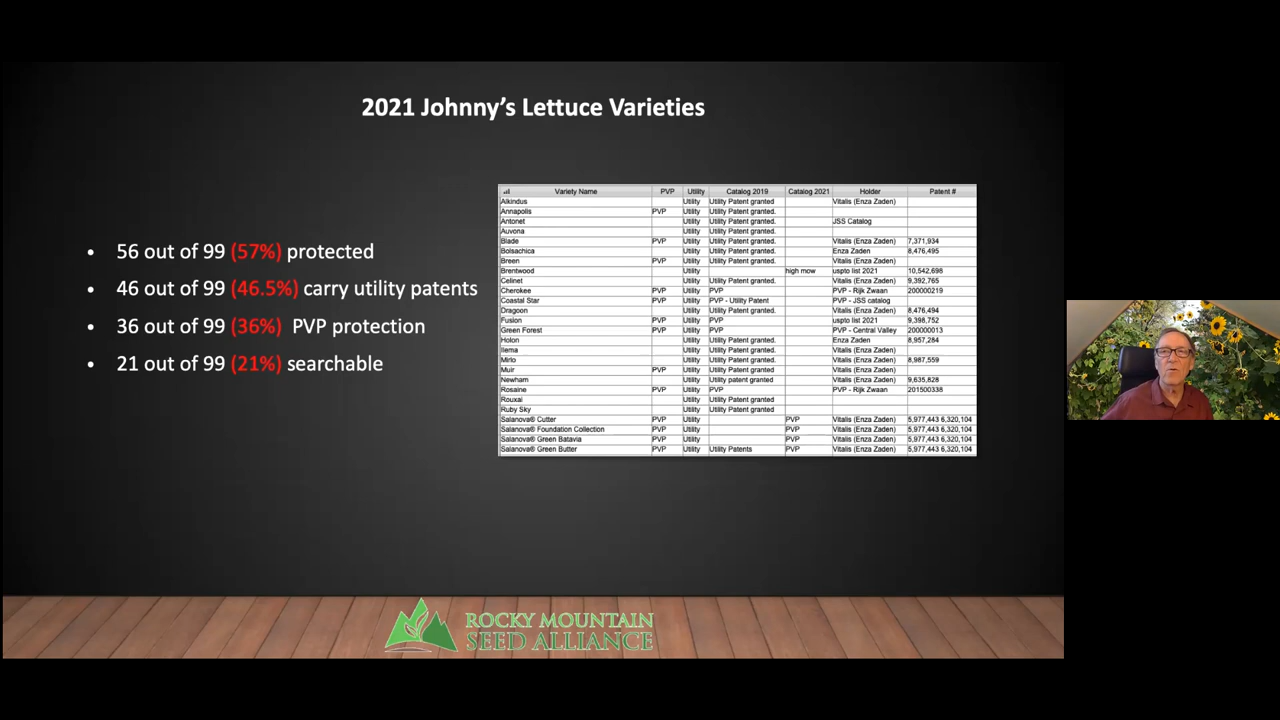 2021 Johnny's Lettuce Varieties
• 56 out of 99 (57%) protected
• 46 out of 99 (46.5%) carry utility patents
• 36 out of 99 (36%) PVP protection
• 21 out of 99 (21%) searchable
Variety Name PVP Utility Catalog 2019 Catalog 2021 Holder Patent #
Alkindus Utility Utility Patent granted Vitalis (Enza Zaden)
Annapolis PVP Utility Utility Patent granted.
Antonet Utility Utility Patent granted. JSS Catalog
Auvona Utility Utility Patent granted.
Blade PVP Utility Utility Patent granted. Vitalis (Enza Zaden) 7,371,934
Bolsachica Utility Utility Patent granted. Enza Zaden 8,476,495
Breen PVP Utility Utility Patent granted. Vitalis (Enza Zaden)
Brentwood Utility high mow uspto list 2021 10,542,698
Celinet Utility Utility Patent granted. Vitalis (Enza Zaden) 9,392,765
Cherokee PVP Utility PVP PVP - Rijk Zwaan 200000219
Coastal Star PVP Utility PVP - Utility Patent PVP - JSS catalog
Dragoon Utility Utility Patent granted. Vitalis (Enza Zaden) 8,476,494
Fusion PVP Utility PVP uspto list 2021 9,398,752
Green Forest PVP Utility PVP PVP - Central Valley 200000013
Holon Utility Utility Patent granted. Enza Zaden 8,957,284
Ilema Utility Utility Patent granted. Vitalis (Enza Zaden)
Mirlo Utility Utility Patent granted. Vitalis (Enza Zaden) 8,987,559
Muir PVP Utility Utility Patent granted. Vitalis (Enza Zaden)
Newham Utility Utility patent granted Vitalis (Enza Zaden) 9,635,828
Rosaine PVP Utility PVP PVP - Rijk Zwaan 201500338
Rouxai Utility Utility Patent granted
Ruby Sky Utility Utility Patent granted
Salanova® Cutter PVP Utility PVP Vitalis (Enza Zaden) 5,977,443 6,320,104
Salanova® Foundation Collection PVP Utility PVP Vitalis (Enza Zaden) 5,977,443 6,320,104
Salanova® Green Batavia PVP Utility PVP Vitalis (Enza Zaden) 5,977,443 6,320,104
Salanova® Green Butter PVP Utility Utility Patents PVP Vitalis (Enza Zaden) 5,977,443 6,320,104
ROCKY MOUNTAIN
SEED ALLIANCE